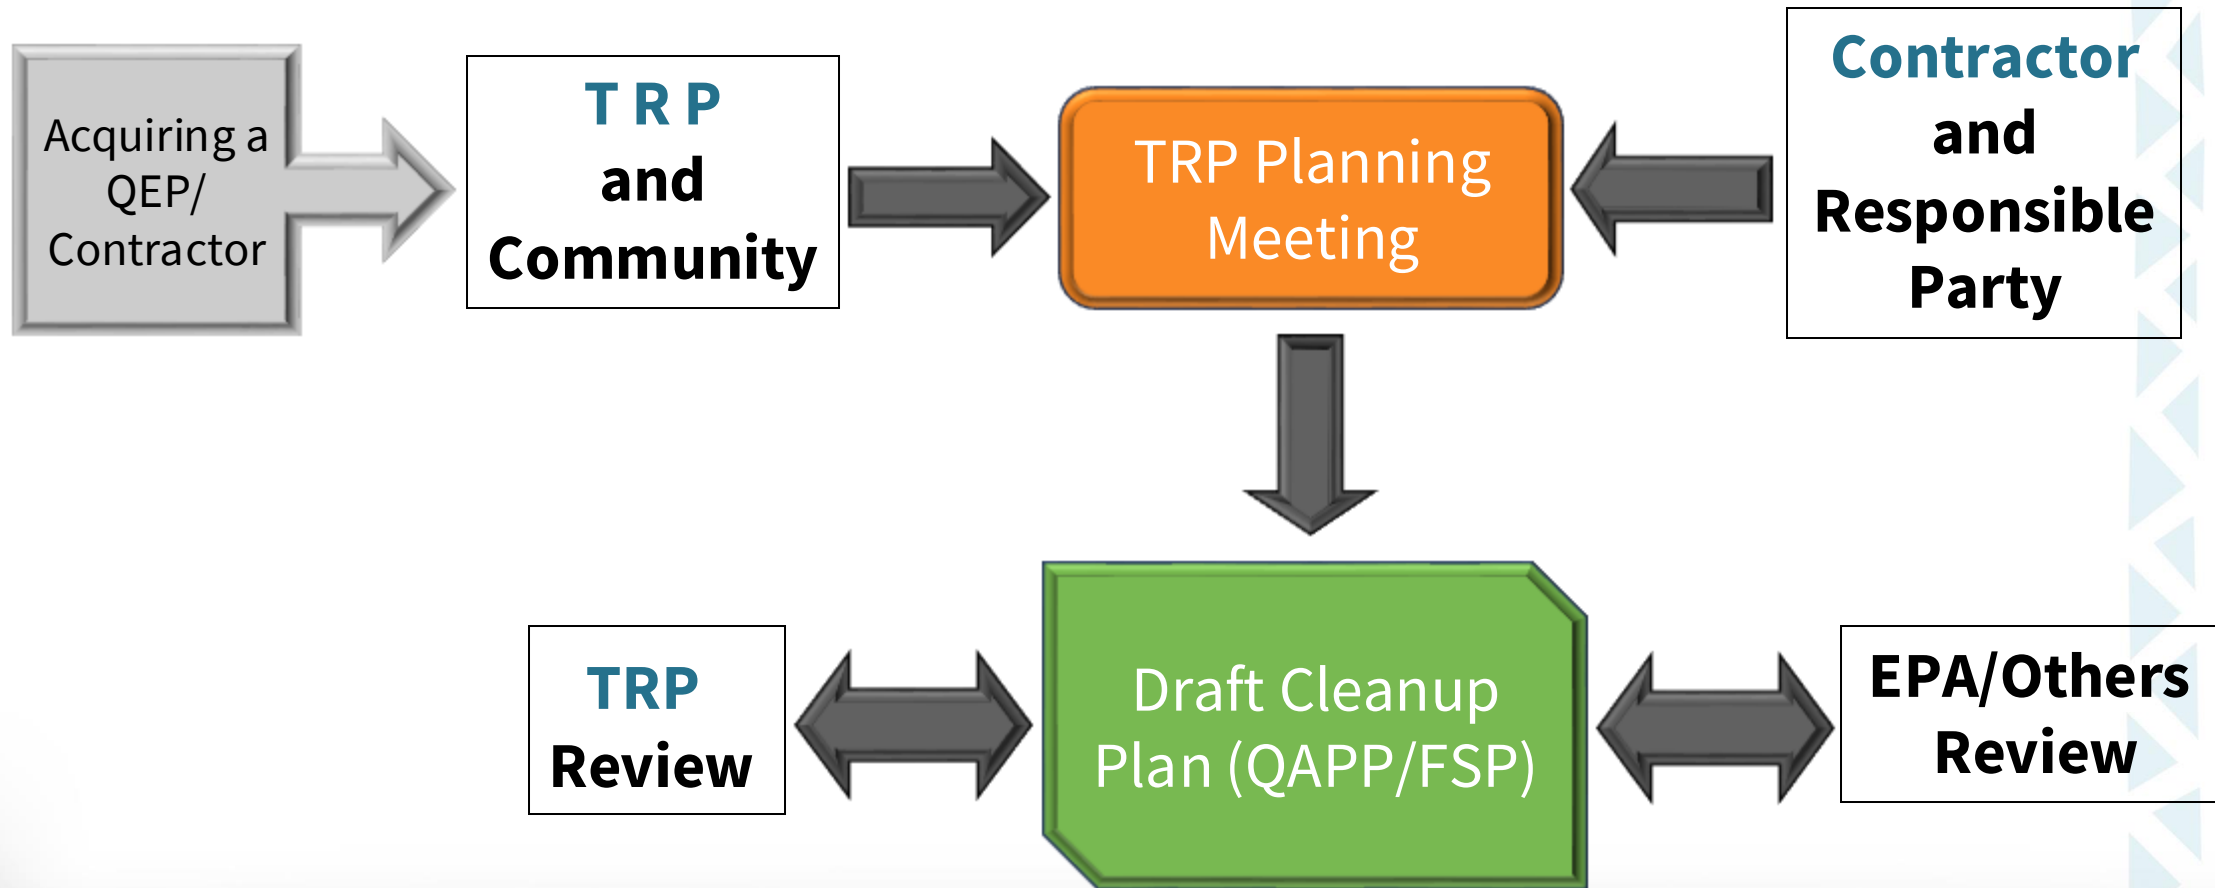 Acquiring a
QEP/
Contractor
T R P
and
Community
TRP Planning
Meeting
Contractor
and
Responsible
Party
TRP
Review
Draft Cleanup
Plan (QAPP/FSP)
EPA/Others
Review